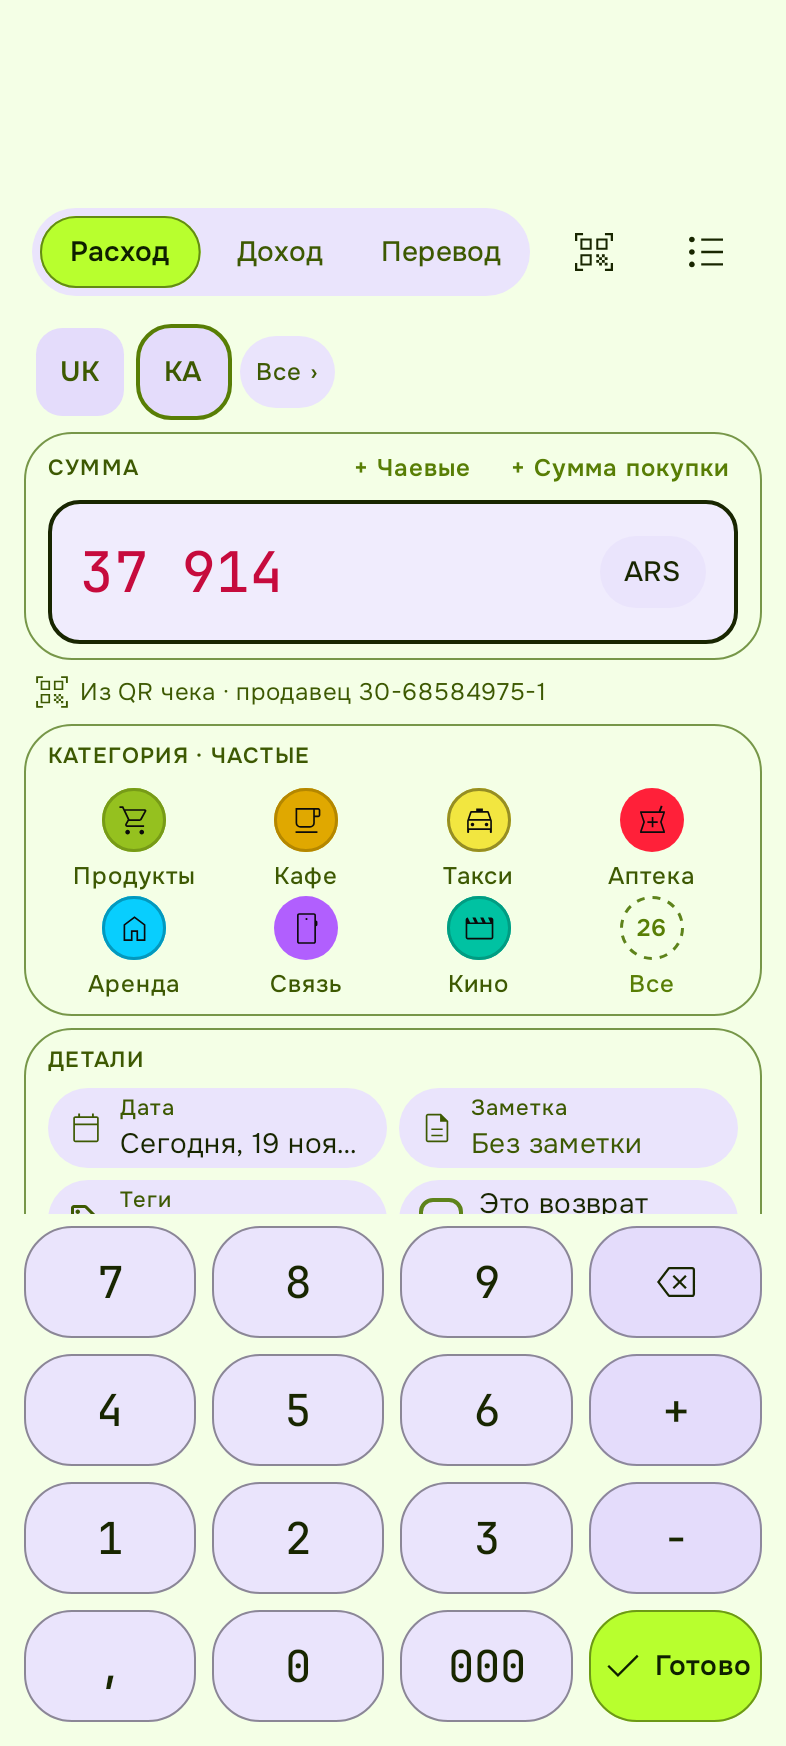 Расход Доход Перевод
UK KA Все ›
СУММА + Чаевые + Сумма покупки
37 914 ARS
Из QR чека · продавец 30-68584975-1
КАТЕГОРИЯ · ЧАСТЫЕ
Продукты Кафе Такси Аптека
26
Аренда Связь Кино Все
ДЕТАЛИ
Дата Заметка
Сегодня, 19 ноя... Без заметки
Теги Это возврат
7 8 9
4 5 6 +
1 2 3 -
, 0 000 Готово